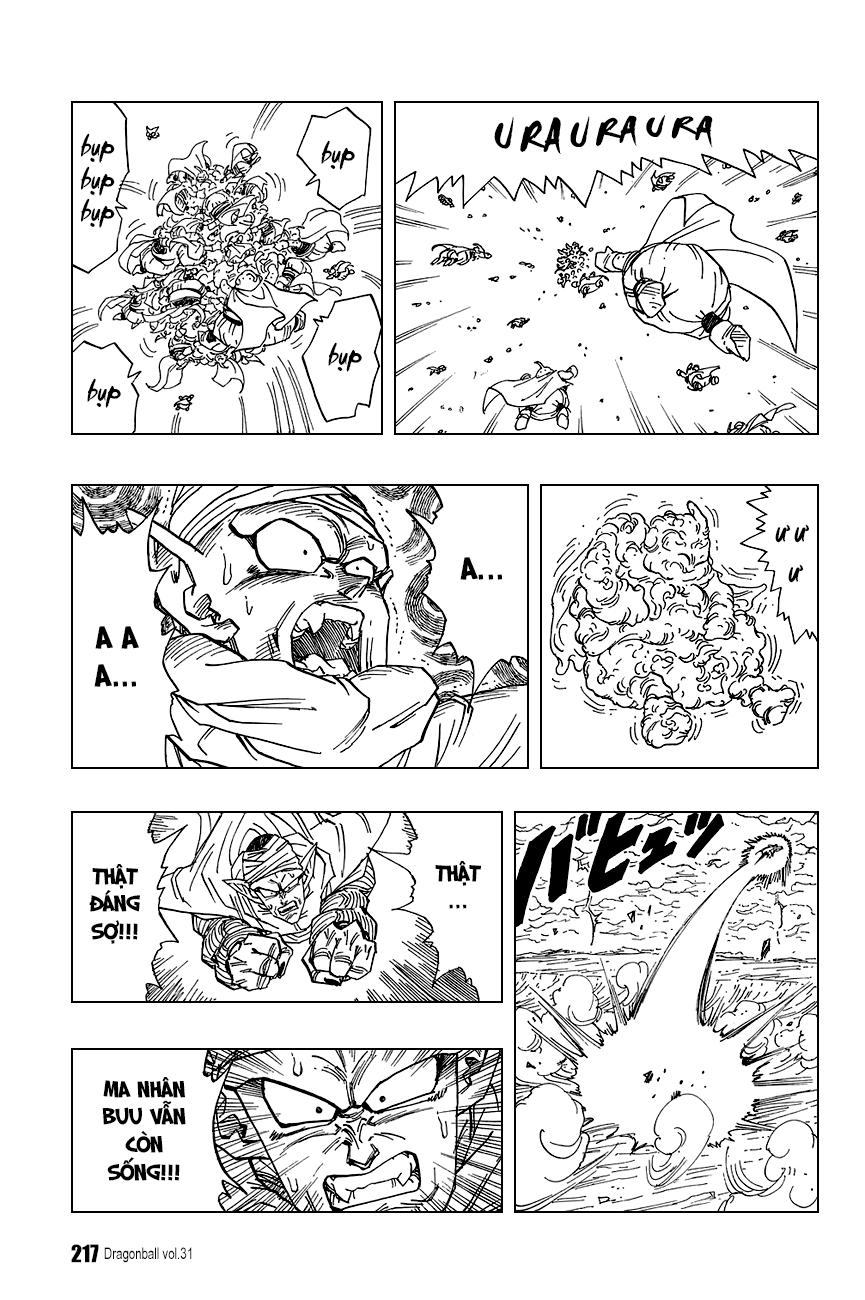 URAURAURA
bụp
bụp
bụp
bụp
bụp
bụp
Ư Ư
Ư
A...
A A
A...
バビュッ
THẬT
...
THẬT
ĐÁNG
SỢ!!!
MA NHÂN
BUU VẪN
CÒN
SỐNG!!!
217 Dragonball vol.31